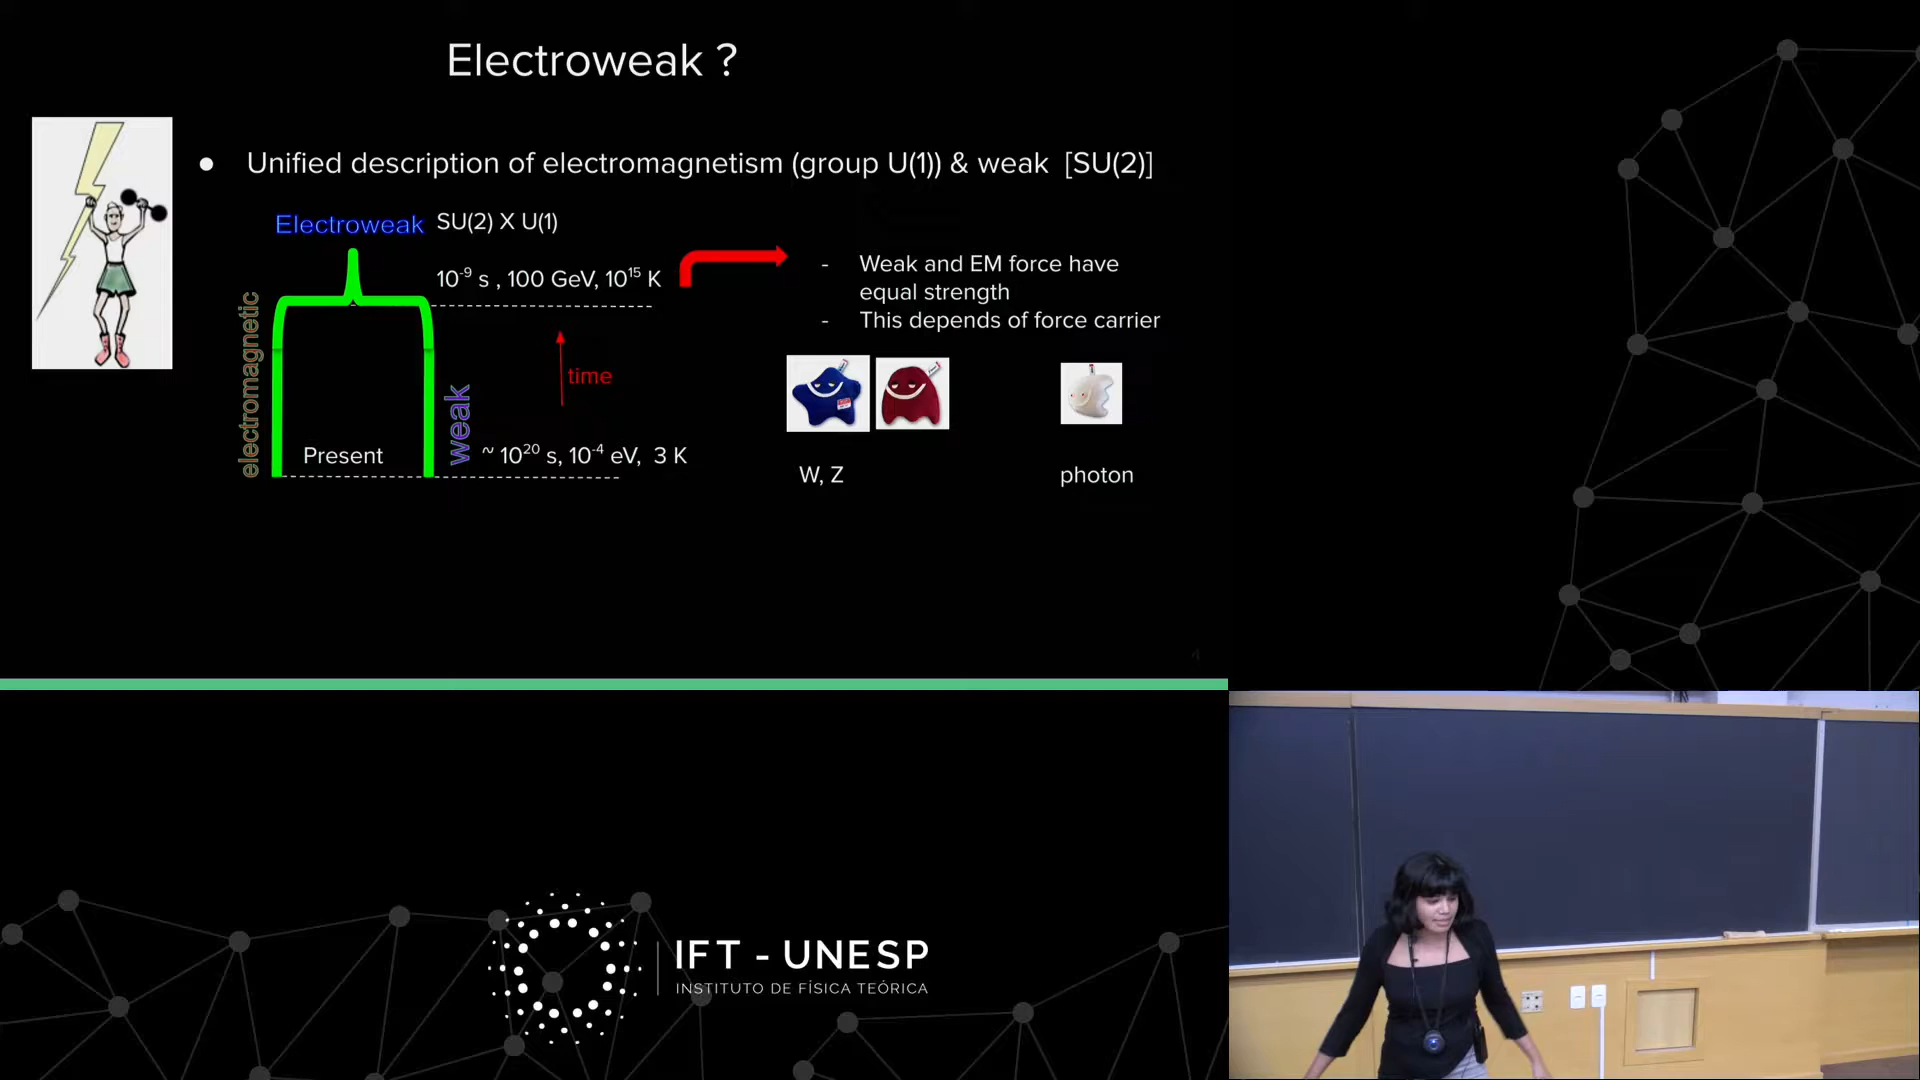 Electroweak ?
● Unified description of electromagnetism (group U(1)) & weak [SU(2)]
Electroweak SU(2) X U(1)
10⁻⁹ s , 100 GeV, 10¹⁵ K
- Weak and EM force have
equal strength
- This depends of force carrier
electromagnetic
time
weak
Present
~ 10²⁰ s, 10⁻⁴ eV, 3 K
W, Z
photon
4
IFT - UNESP
INSTITUTO DE FÍSICA TEÓRICA